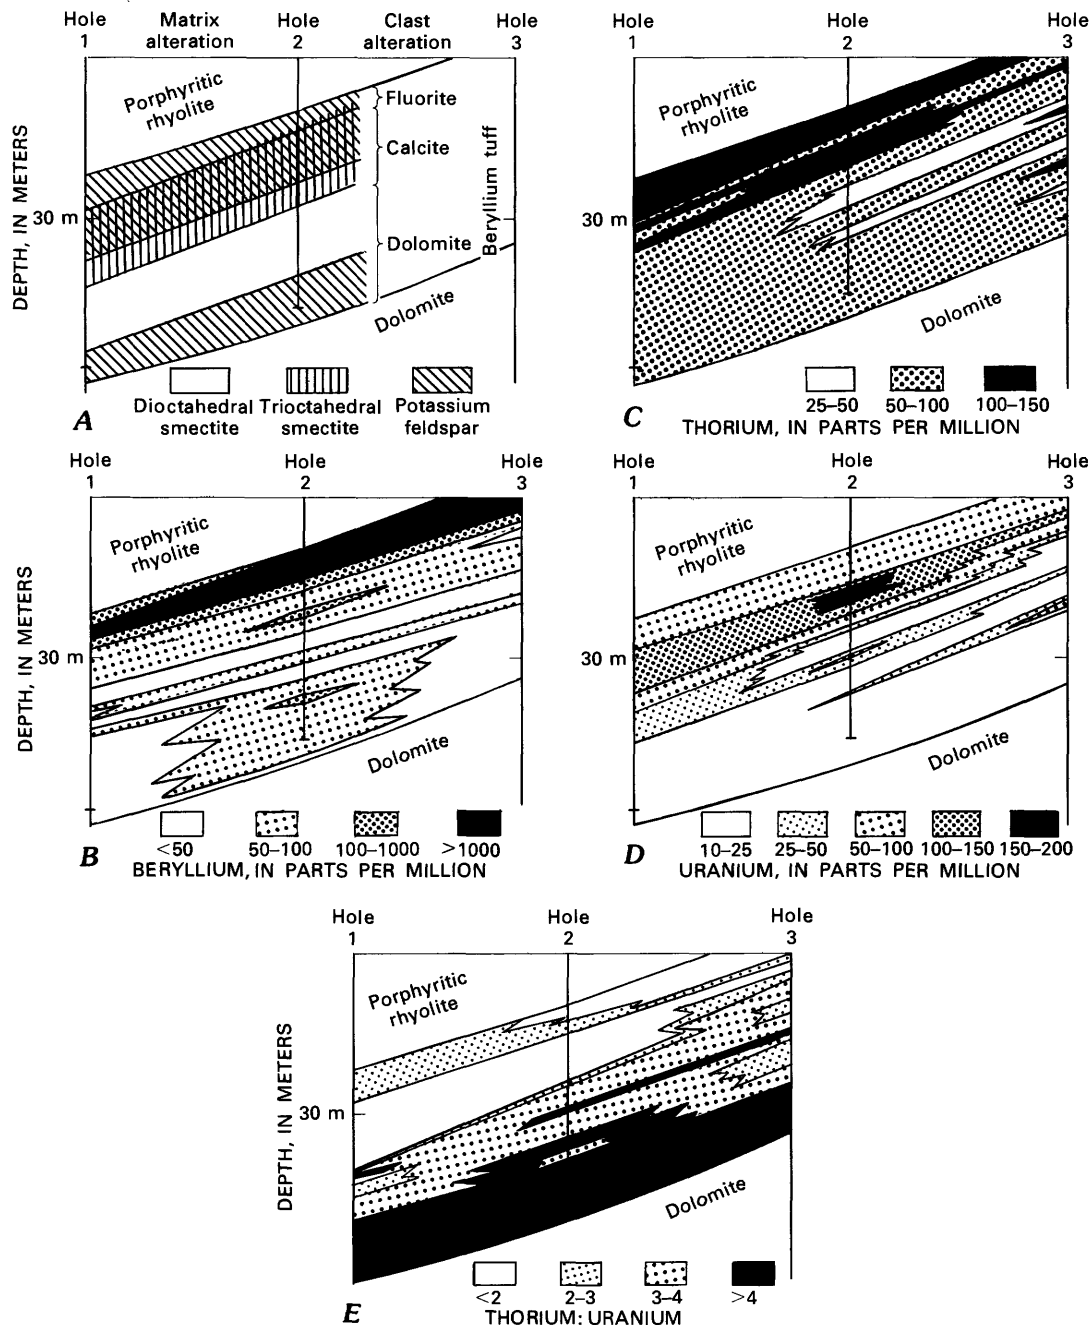 Hole 1
Matrix alteration
Hole 2
Clast alteration
Hole 3
Porphyritic rhyolite
Fluorite
Calcite
Dolomite
Beryllium tuff
Dolomite
DEPTH, IN METERS
30 m
Dioctahedral smectite
Trioctahedral smectite
Potassium feldspar
A
Hole 1
Hole 2
Hole 3
Porphyritic rhyolite
30 m
DEPTH, IN METERS
Dolomite
25–50
50–100
100–150
C
THORIUM, IN PARTS PER MILLION
Hole 1
Hole 2
Hole 3
Porphyritic rhyolite
30 m
DEPTH, IN METERS
Dolomite
<50
50–100
100–1000
>1000
B
BERYLLIUM, IN PARTS PER MILLION
Hole 1
Hole 2
Hole 3
Porphyritic rhyolite
30 m
DEPTH, IN METERS
Dolomite
10–25
25–50
50–100
100–150
150–200
D
URANIUM, IN PARTS PER MILLION
Hole 1
Hole 2
Hole 3
Porphyritic rhyolite
30 m
DEPTH, IN METERS
Dolomite
<2
2–3
3–4
>4
E
THORIUM: URANIUM